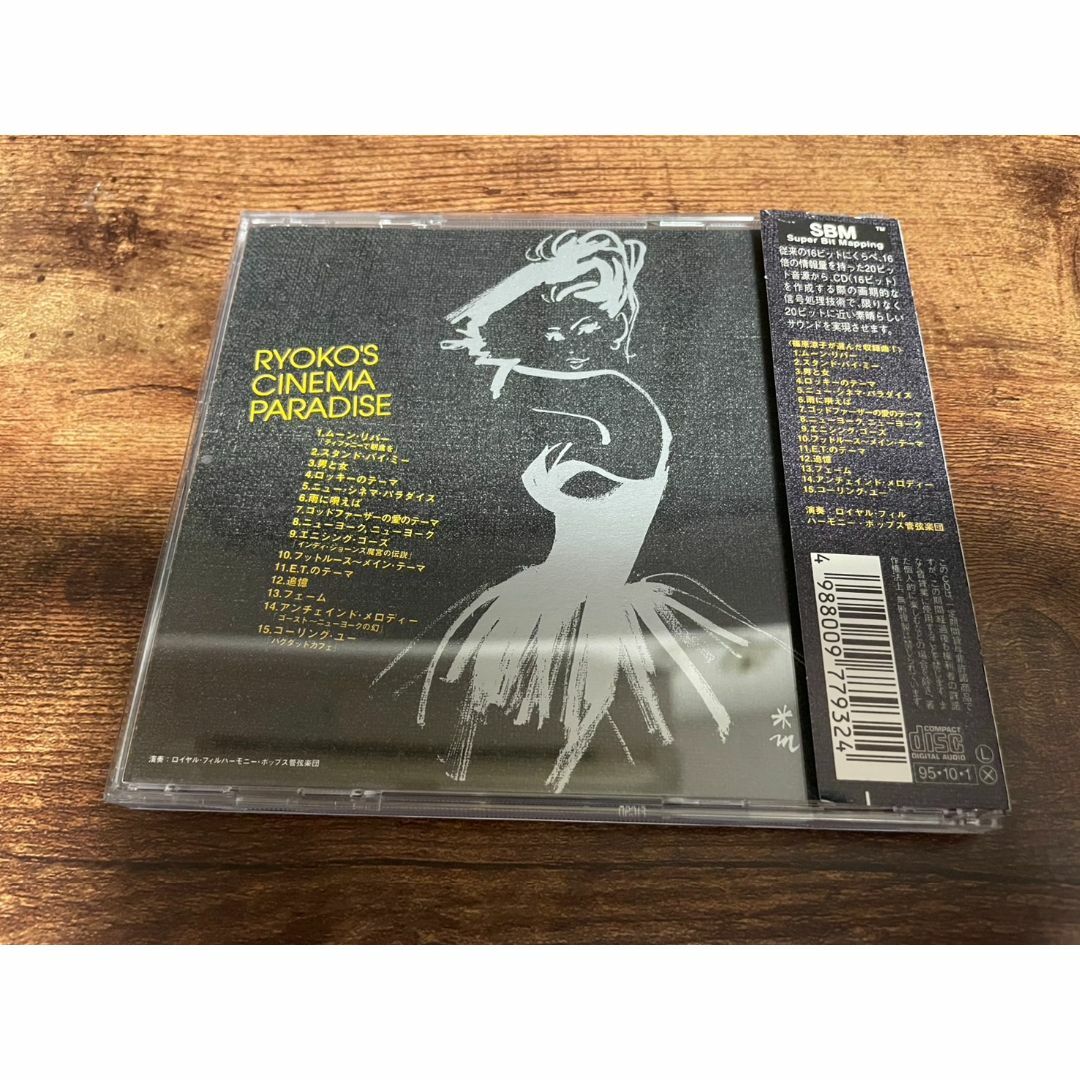 RYOKO'S
CINEMA
PARADISE
1.ムーン・リバー
「ティファニーで朝食を」
2.スタンド・バイ・ミー
3.男と女
4.ロッキーのテーマ
5.ニュー・シネマ・パラダイス
6.雨に唄えば
7.ゴッドファーザーの愛のテーマ
8.ニューヨーク,ニューヨーク
9.エニシング・ゴーズ
「インディ・ジョーンズ魔宮の伝説」
10.フットルース〜メイン・テーマ
11.E.T.のテーマ
12.追憶
13.フェーム
14.アンチェインド・メロディー
「ゴースト―ニューヨークの幻」
15.コーリング・ユー
「バグダットカフェ」
演奏:ロイヤル・フィルハーモニー・ポップス管弦楽団
SBM TM
Super Bit Mapping
従来の16ビットにくらべ、16
倍の情報量を持った20ビッ
ト音源から、CD(16ビット)
を作成する際の画期的な
信号処理技術で、限りなく
20ビットに近い素晴らしい
サウンドを実現させます。
〈篠原涼子が選んだ収録曲!〉
1.ムーン・リバー
2.スタンド・バイ・ミー
3.男と女
4.ロッキーのテーマ
5.ニュー・シネマ・パラダイス
6.雨に唄えば
7.ゴッドファーザーの愛のテーマ
8.ニューヨーク,ニューヨーク
9.エニシング・ゴーズ
10.フットルース〜メイン・テーマ
11.E.T.のテーマ
12.追憶
13.フェーム
14.アンチェインド・メロディー
15.コーリング・ユー
演奏:ロイヤル・フィル
ハーモニー・ポップス管弦楽団
4 988009 779324
COMPACT
disc
DIGITAL AUDIO
L
95・10・1
X